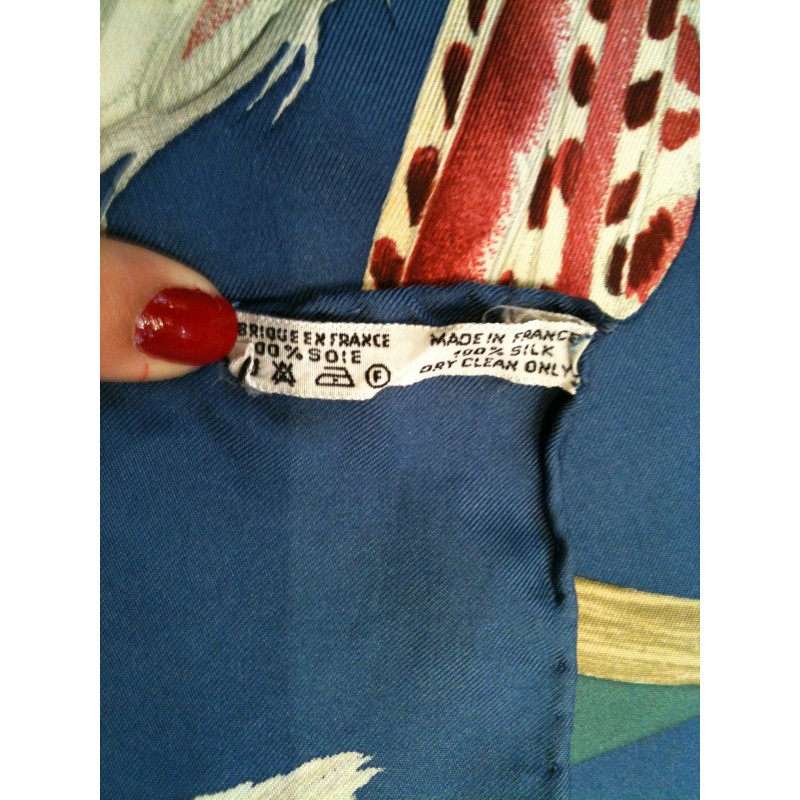 BRIQUE EN FRANCE
00% SOIE
F
MADE IN FRANCE
100% SILK
DRY CLEAN ONLY